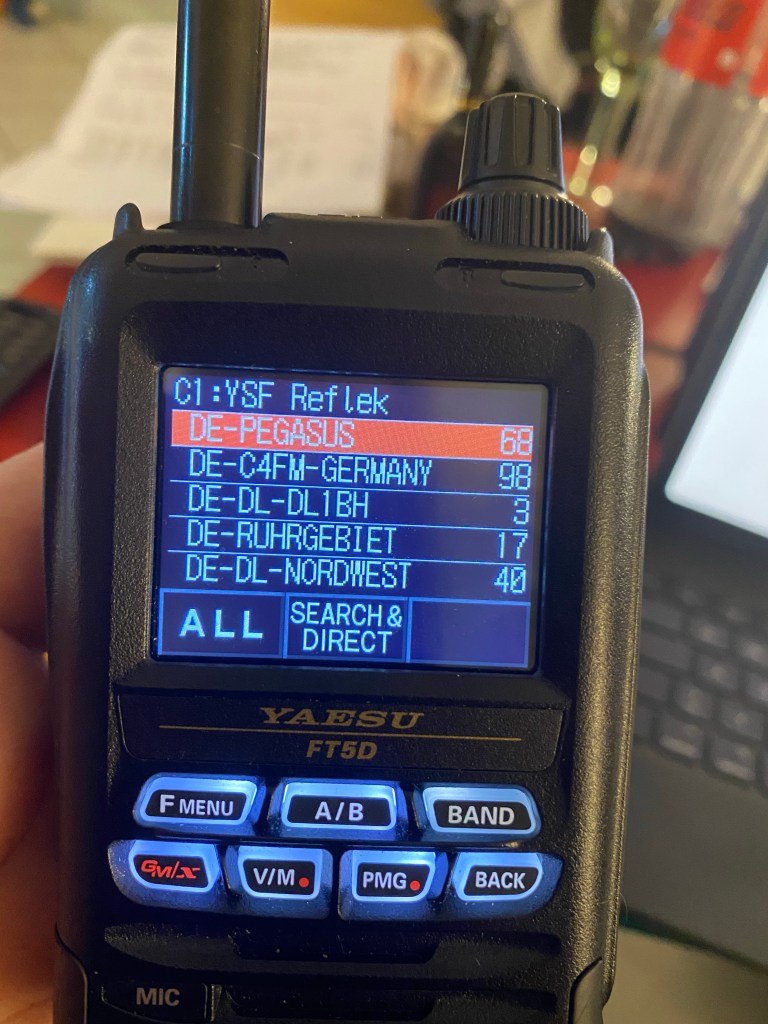 C1:YSF Reflek
DE-PEGASUS 68
DE-C4FM-GERMANY 98
DE-DL-DL1BH 3
DE-RUHRGEBIET 17
DE-DL-NORDWEST 40
ALL
SEARCH &
DIRECT
YAESU
FT5D
F MENU
A/B
BAND
GM/X
V/M
PMG
BACK
MIC